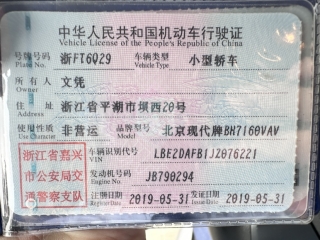 中华人民共和国机动车行驶证
Vehicle License of the People's Republic of China
号牌号码 浙FT6Q29 车辆类型 小型轿车
Plate No. Vehicle Type
所有人 文凭
Owner
住址 浙江省平湖市坝西20号
Address
使用性质 非营运 品牌型号 北京现代牌BH7160VAV
Use Character Model
浙江省嘉兴市公安局交通警察支队
车辆识别代号 LBE2DAFB1JZ076221
VIN
发动机号码 JB790294
Engine No.
注册日期 2019-05-31 发证日期 2019-05-31
Register Date Issue Date